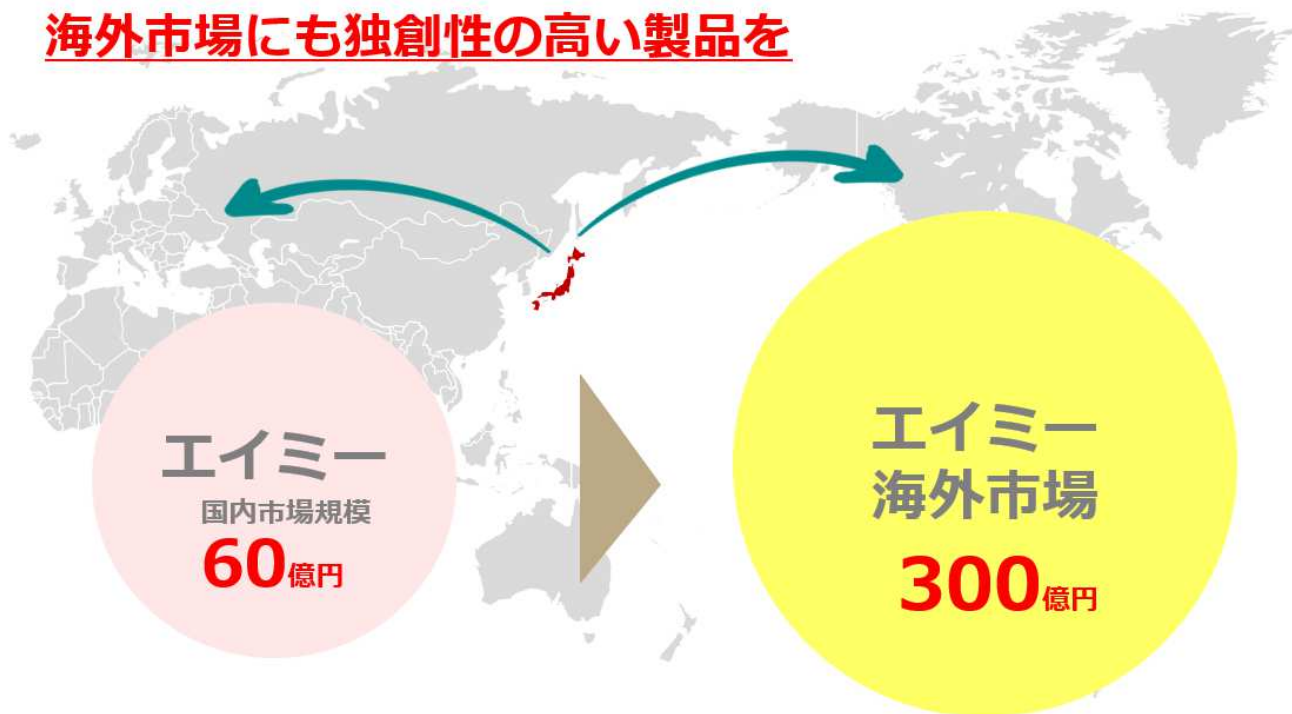 海外市場にも独創性の高い製品を
エイミー
国内市場規模
60億円
エイミー
海外市場
300億円